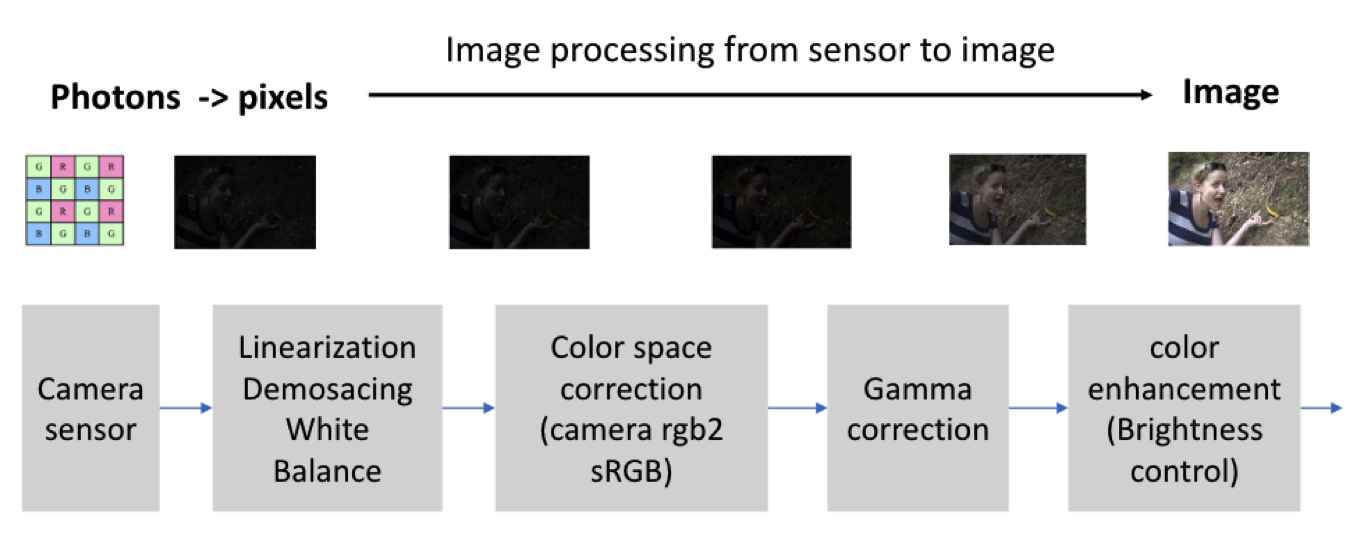 Image processing from sensor to image
Photons -> pixels
Image
G R G R
B G B G
G R G R
B G B G
Camera
sensor
Linearization
Demosacing
White
Balance
Color space
correction
(camera rgb2
sRGB)
Gamma
correction
color
enhancement
(Brightness
control)